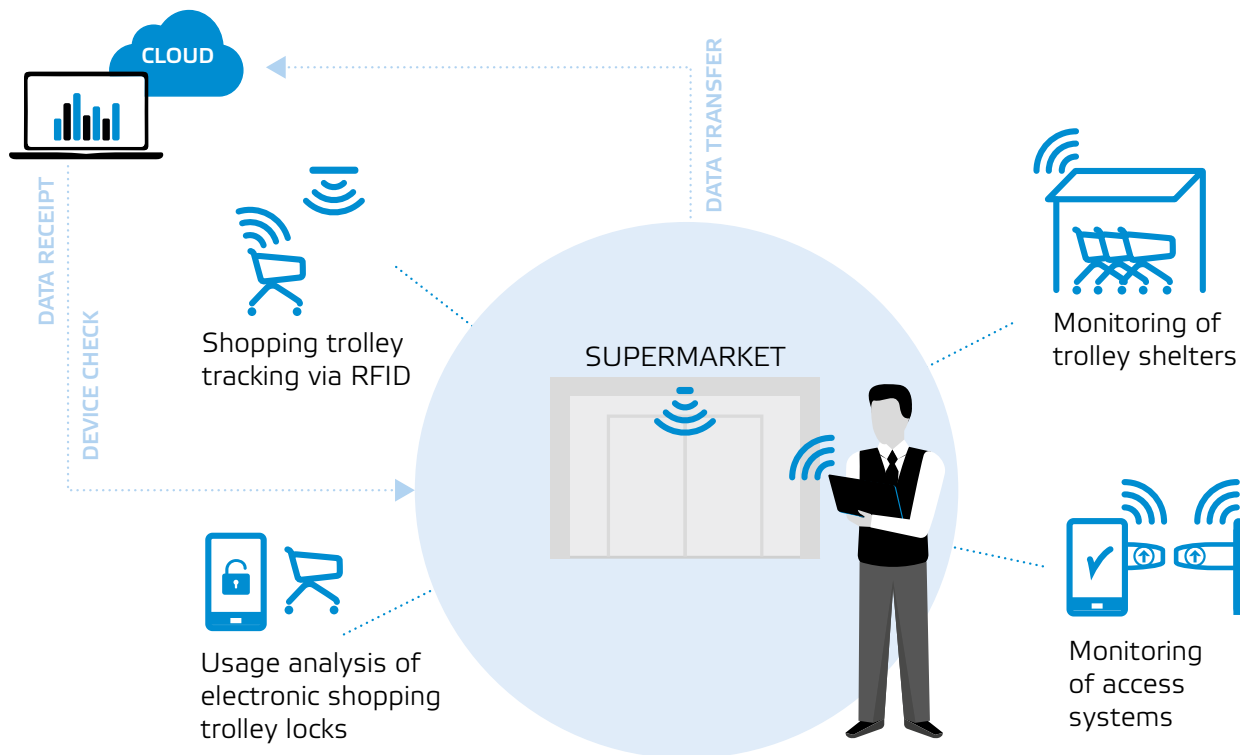 CLOUD
DATA TRANSFER
DATA RECEIPT
DEVICE CHECK
Shopping trolley
tracking via RFID
SUPERMARKET
Monitoring of
trolley shelters
Usage analysis of
electronic shopping
trolley locks
Monitoring
of access
systems